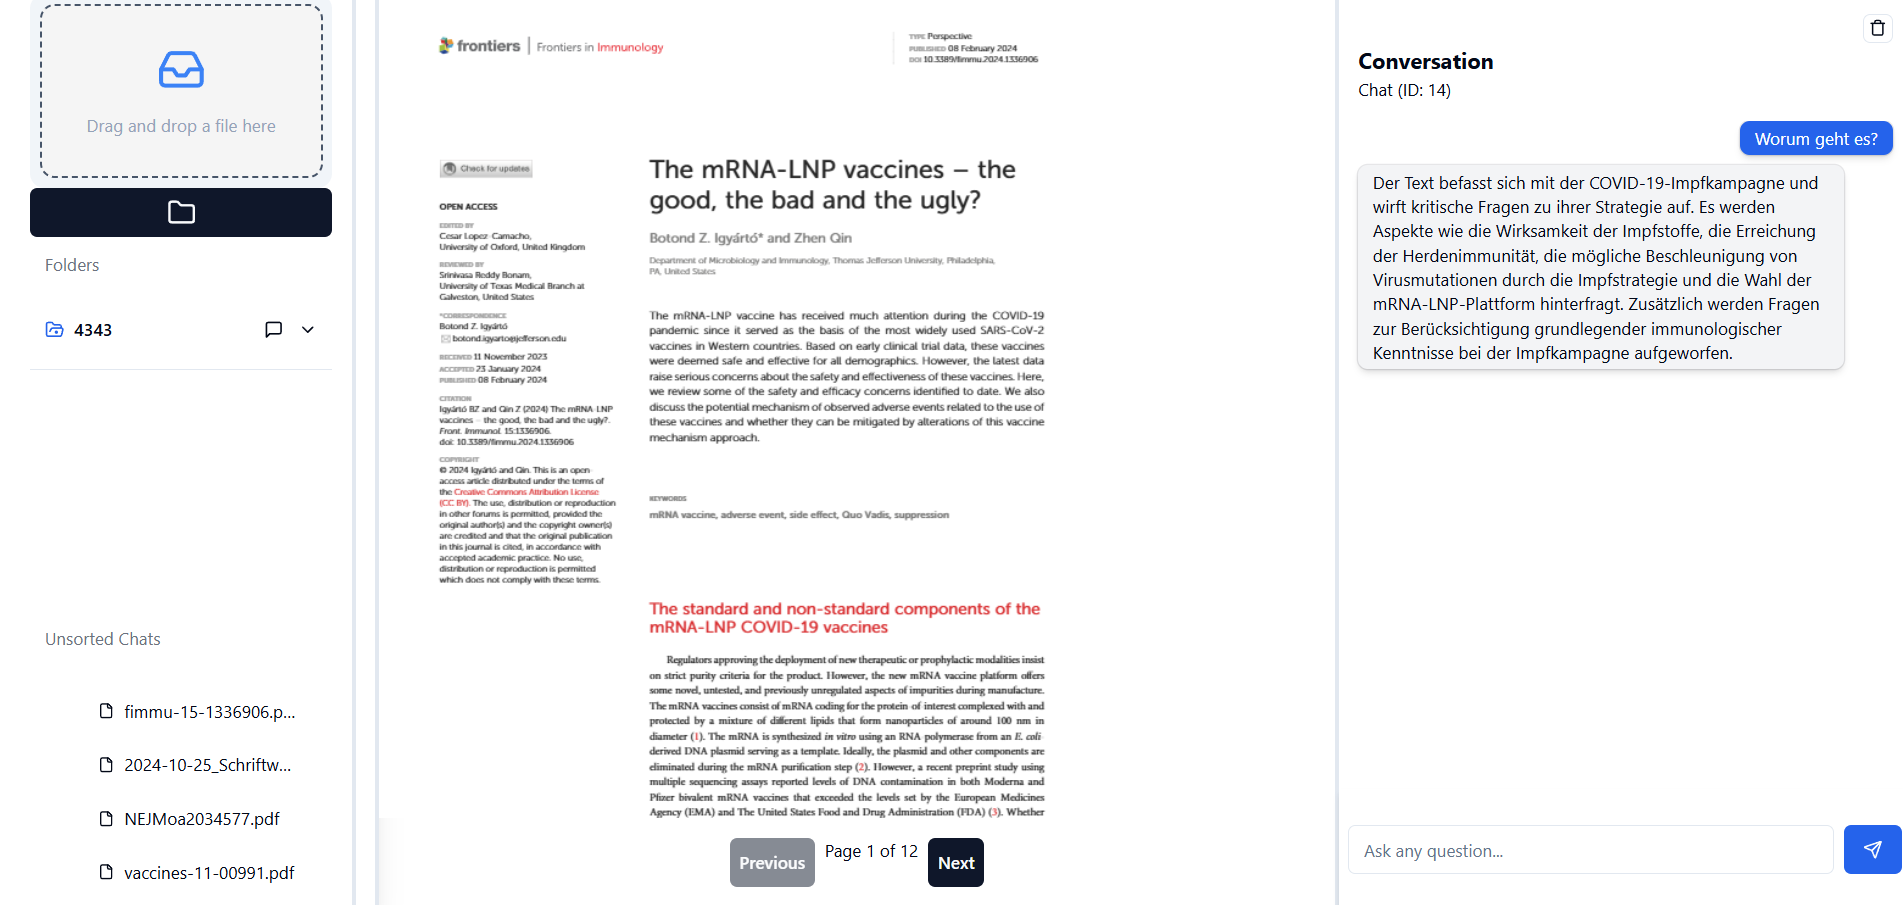 Drag and drop a file here
Folders
4343
Unsorted Chats
fimmu-15-1336906.p...
2024-10-25_Schriftw...
NEJMoa2034577.pdf
vaccines-11-00991.pdf
frontiers | Frontiers in Immunology
TYPE Perspective
PUBLISHED 08 February 2024
DOI 10.3389/fimmu.2024.1336906
Check for updates
OPEN ACCESS
EDITED BY
Cesar Lopez-Camacho,
University of Oxford, United Kingdom
REVIEWED BY
Srinivasa Reddy Bonam,
University of Texas Medical Branch at
Galveston, United States
*CORRESPONDENCE
Botond Z. Igyártó
botond.igyarto@jefferson.edu
RECEIVED 11 November 2023
ACCEPTED 23 January 2024
PUBLISHED 08 February 2024
CITATION
Igyártó BZ and Qin Z (2024) The mRNA-LNP
vaccines – the good, the bad and the ugly?.
Front. Immunol. 15:1336906.
doi: 10.3389/fimmu.2024.1336906
COPYRIGHT
© 2024 Igyártó and Qin. This is an open-
access article distributed under the terms of
the Creative Commons Attribution License
(CC BY). The use, distribution or reproduction
in other forums is permitted, provided the
original author(s) and the copyright owner(s)
are credited and that the original publication
in this journal is cited, in accordance with
accepted academic practice. No use,
distribution or reproduction is permitted
which does not comply with these terms.
The mRNA-LNP vaccines – the
good, the bad and the ugly?
Botond Z. Igyártó* and Zhen Qin
Department of Microbiology and Immunology, Thomas Jefferson University, Philadelphia,
PA, United States
The mRNA-LNP vaccine has received much attention during the COVID-19
pandemic since it served as the basis of the most widely used SARS-CoV-2
vaccines in Western countries. Based on early clinical trial data, these vaccines
were deemed safe and effective for all demographics. However, the latest data
raise serious concerns about the safety and effectiveness of these vaccines. Here,
we review some of the safety and efficacy concerns identified to date. We also
discuss the potential mechanism of observed adverse events related to the use of
these vaccines and whether they can be mitigated by alterations of this vaccine
mechanism approach.
KEYWORDS
mRNA vaccine, adverse event, side effect, Quo Vadis, suppression
The standard and non-standard components of the
mRNA-LNP COVID-19 vaccines
Regulators approving the deployment of new therapeutic or prophylactic modalities insist
on strict purity criteria for the product. However, the new mRNA vaccine platform offers
some novel, untested, and previously unregulated aspects of impurities during manufacture.
The mRNA vaccines consist of mRNA coding for the protein of interest complexed with and
protected by a mixture of different lipids that form nanoparticles of around 100 nm in
diameter (1). The mRNA is synthesized in vitro using an RNA polymerase from an E. coli-
derived DNA plasmid serving as a template. Ideally, the plasmid and other components are
eliminated during the mRNA purification step (2). However, a recent preprint study using
multiple sequencing assays reported levels of DNA contamination in both Moderna and
Pfizer bivalent mRNA vaccines that exceeded the levels set by the European Medicines
Agency (EMA) and The United States Food and Drug Administration (FDA) (3). Whether
Previous
Page 1 of 12
Next
Conversation
Chat (ID: 14)
Worum geht es?
Der Text befasst sich mit der COVID-19-Impfkampagne und
wirft kritische Fragen zu ihrer Strategie auf. Es werden
Aspekte wie die Wirksamkeit der Impfstoffe, die Erreichung
der Herdenimmunität, die mögliche Beschleunigung von
Virusmutationen durch die Impfstrategie und die Wahl der
mRNA-LNP-Plattform hinterfragt. Zusätzlich werden Fragen
zur Berücksichtigung grundlegender immunologischer
Kenntnisse bei der Impfkampagne aufgeworfen.
Ask any question...